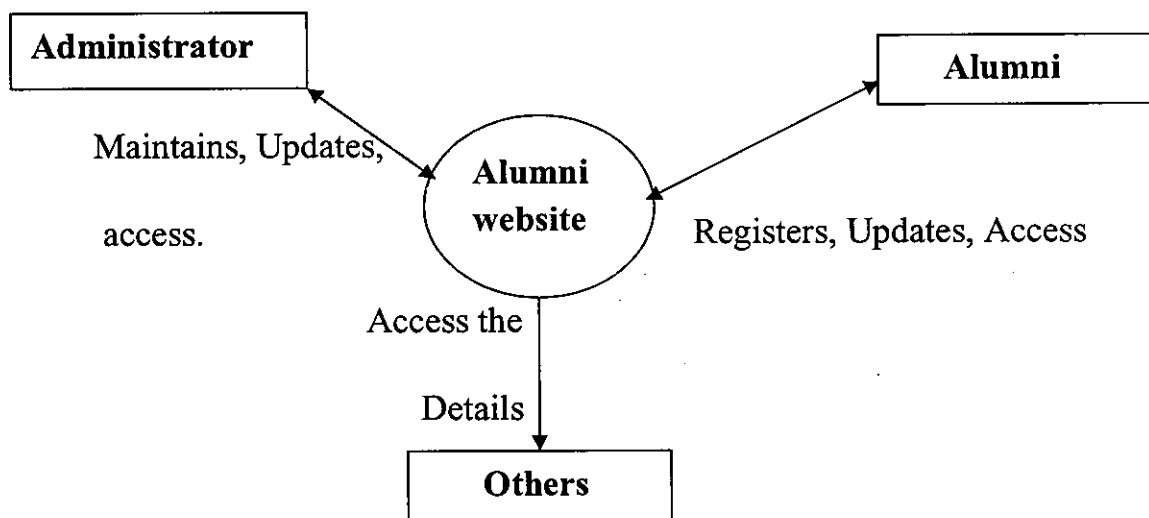 Administrator
Alumni
Maintains, Updates,
access.
Alumni
website
Registers, Updates, Access
Access the
Details
Others